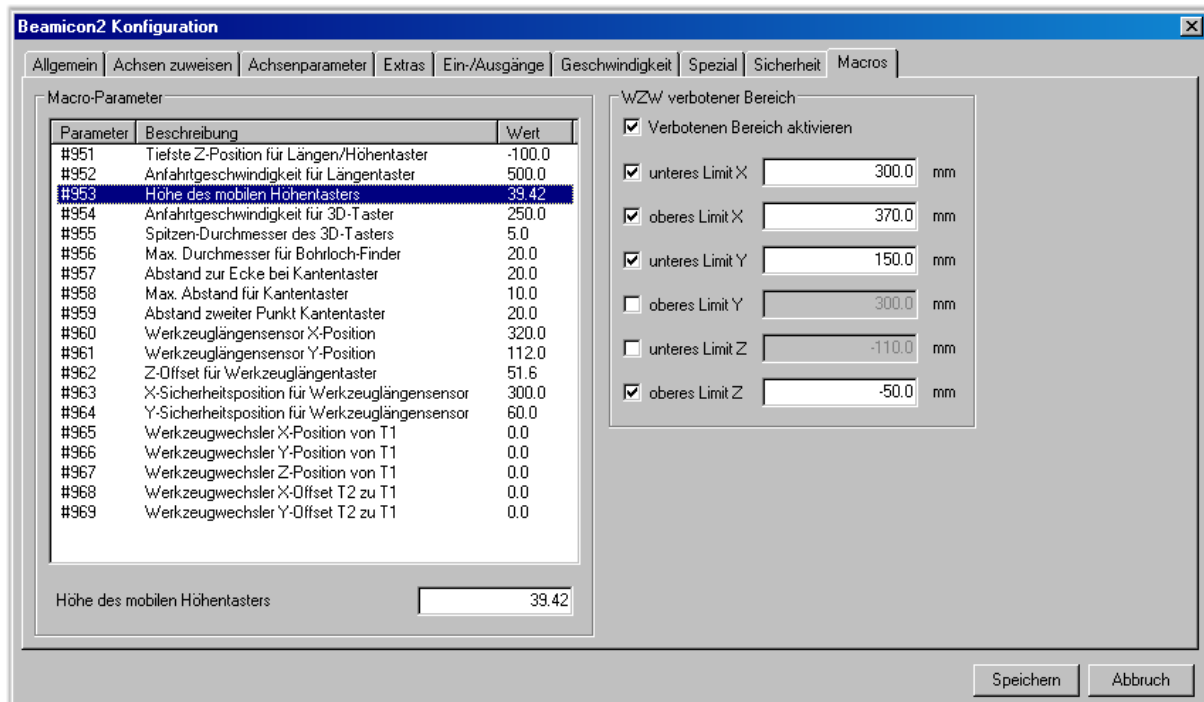 Beamicon2 Konfiguration
Allgemein Achsen zuweisen Achsenparameter Extras Ein-/Ausgänge Geschwindigkeit Spezial Sicherheit Macros
Macro-Parameter
Parameter Beschreibung Wert
#951 Tiefste Z-Position für Längen/Höhentaster -100.0
#952 Anfahrtgeschwindigkeit für Längentaster 500.0
#953 Höhe des mobilen Höhentasters 39.42
#954 Anfahrtgeschwindigkeit für 3D-Taster 250.0
#955 Spitzen-Durchmesser des 3D-Tasters 5.0
#956 Max. Durchmesser für Bohrloch-Finder 20.0
#957 Abstand zur Ecke bei Kantentaster 20.0
#958 Max. Abstand für Kantentaster 10.0
#959 Abstand zweiter Punkt Kantentaster 20.0
#960 Werkzeuglängensensor X-Position 320.0
#961 Werkzeuglängensensor Y-Position 112.0
#962 Z-Offset für Werkzeuglängentaster 51.6
#963 X-Sicherheitsposition für Werkzeuglängensensor 300.0
#964 Y-Sicherheitsposition für Werkzeuglängensensor 60.0
#965 Werkzeugwechsler X-Position von T1 0.0
#966 Werkzeugwechsler Y-Position von T1 0.0
#967 Werkzeugwechsler Z-Position von T1 0.0
#968 Werkzeugwechsler X-Offset T2 zu T1 0.0
#969 Werkzeugwechsler Y-Offset T2 zu T1 0.0
Höhe des mobilen Höhentasters 39.42
WZW verbotener Bereich
Verbotenen Bereich aktivieren
unteres Limit X 300.0 mm
oberes Limit X 370.0 mm
unteres Limit Y 150.0 mm
oberes Limit Y 300.0 mm
unteres Limit Z -110.0 mm
oberes Limit Z -50.0 mm
Speichern Abbruch